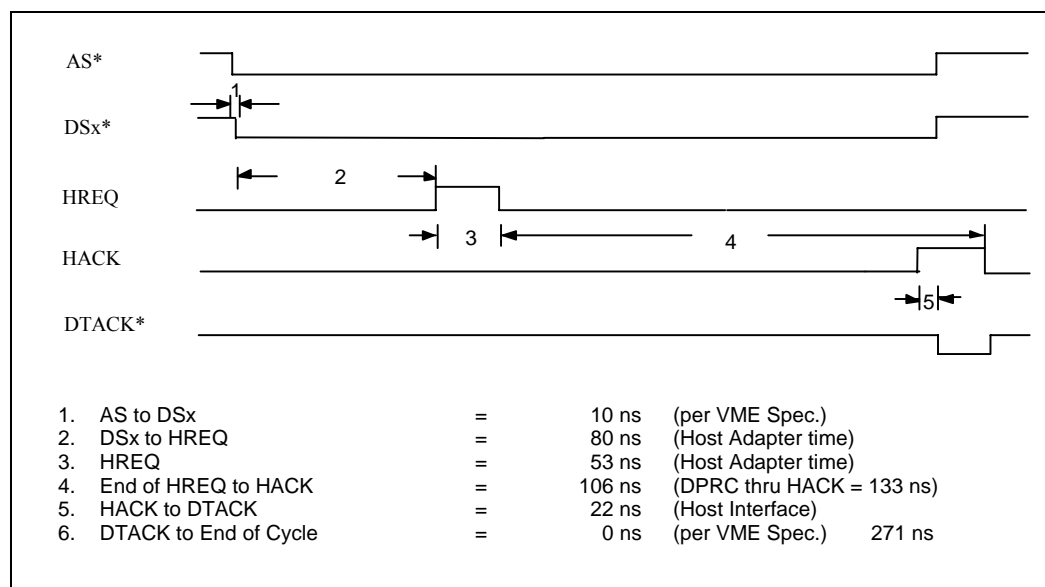 AS*
1
DSx*
2
HREQ
3
4
HACK
5
DTACK*
1. AS to DSx = 10 ns (per VME Spec.)
2. DSx to HREQ = 80 ns (Host Adapter time)
3. HREQ = 53 ns (Host Adapter time)
4. End of HREQ to HACK = 106 ns (DPRC thru HACK = 133 ns)
5. HACK to DTACK = 22 ns (Host Interface)
6. DTACK to End of Cycle = 0 ns (per VME Spec.) 271 ns